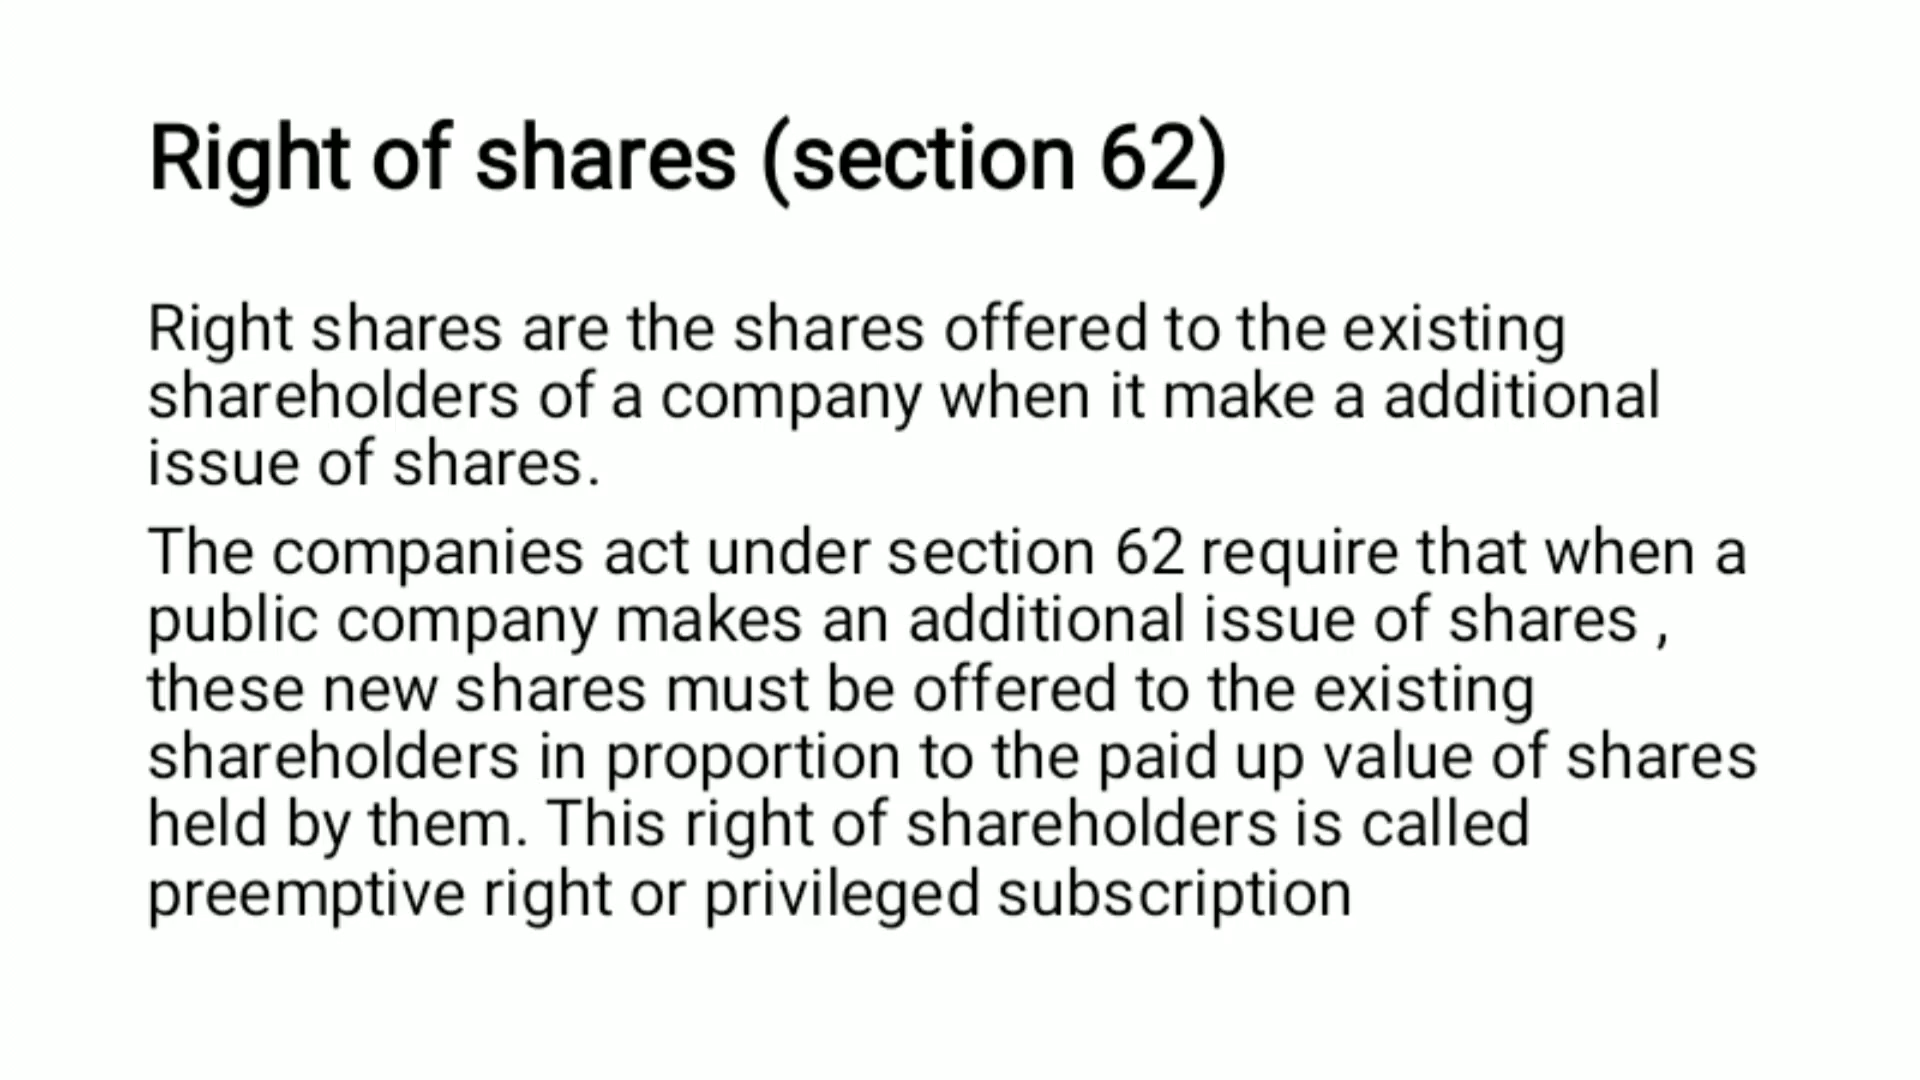 Right of shares (section 62)
Right shares are the shares offered to the existing
shareholders of a company when it make a additional
issue of shares.
The companies act under section 62 require that when a
public company makes an additional issue of shares ,
these new shares must be offered to the existing
shareholders in proportion to the paid up value of shares
held by them. This right of shareholders is called
preemptive right or privileged subscription